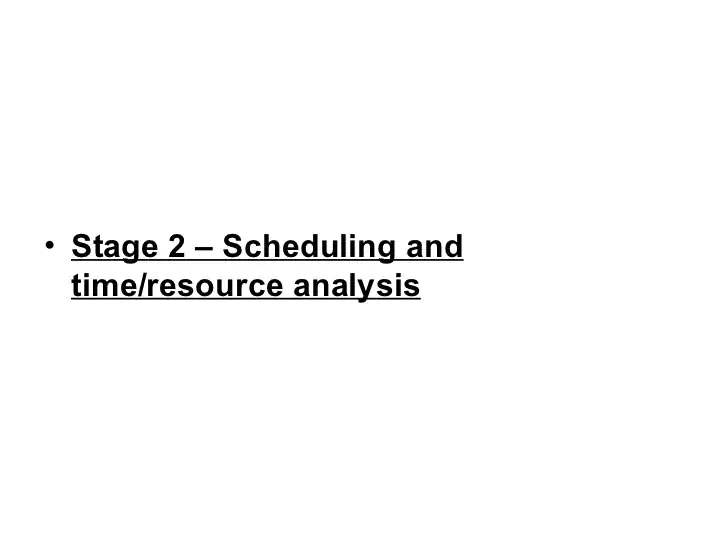 • Stage 2 – Scheduling and
time/resource analysis